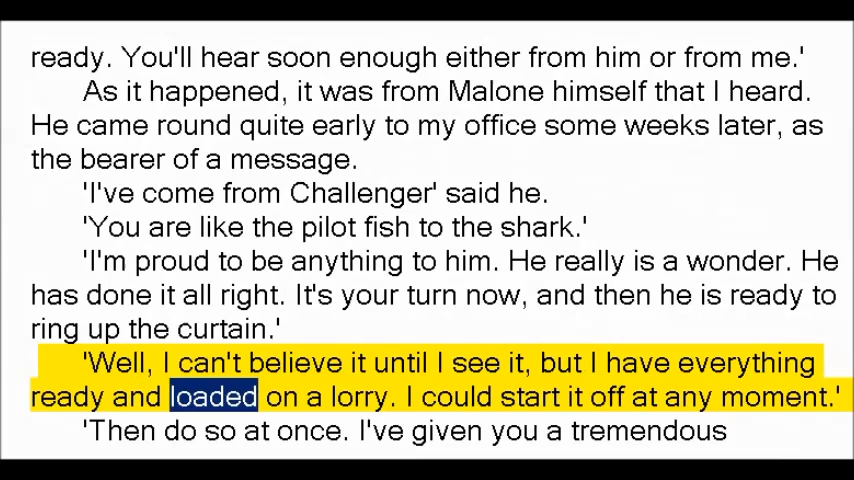 ready. You'll hear soon enough either from him or from me.'
As it happened, it was from Malone himself that I heard.
He came round quite early to my office some weeks later, as
the bearer of a message.
'I've come from Challenger' said he.
'You are like the pilot fish to the shark.'
'I'm proud to be anything to him. He really is a wonder. He
has done it all right. It's your turn now, and then he is ready to
ring up the curtain.'
'Well, I can't believe it until I see it, but I have everything
ready and loaded on a lorry. I could start it off at any moment.'
'Then do so at once. I've given you a tremendous